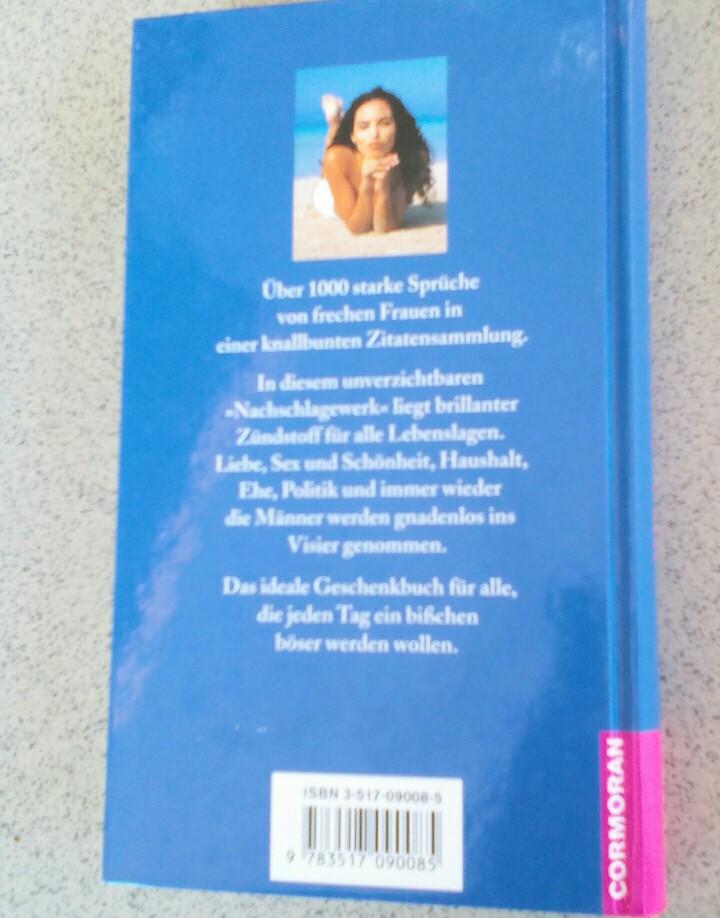 Über 1000 starke Sprüche
von frechen Frauen in
einer knallbunten Zitatensammlung.
In diesem unverzichtbaren
»Nachschlagewerk« liegt brillanter
Zündstoff für alle Lebenslagen.
Liebe, Sex und Schönheit, Haushalt,
Ehe, Politik und immer wieder
die Männer werden gnadenlos ins
Visier genommen.
Das ideale Geschenkbuch für alle,
die jeden Tag ein bißchen
böser werden wollen.
ISBN 3-517-09008-5
9 783517 090085
CORMORAN